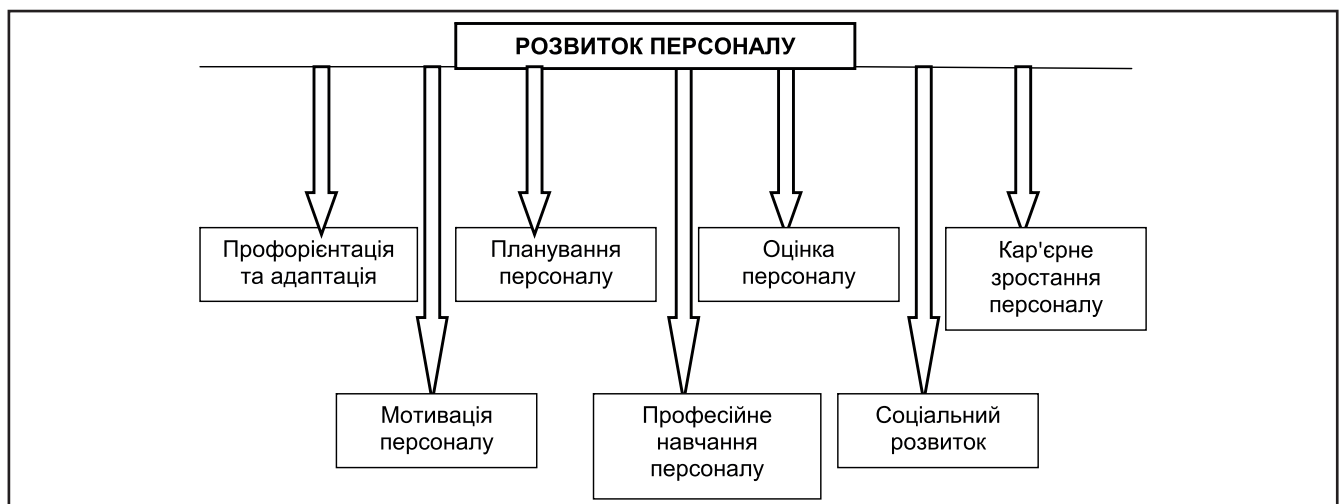 РОЗВИТОК ПЕРСОНАЛУ
Профорієнтація
та адаптація
Планування
персоналу
Оцінка
персоналу
Кар'єрне
зростання
персоналу
Мотивація
персоналу
Професійне
навчання
персоналу
Соціальний
розвиток